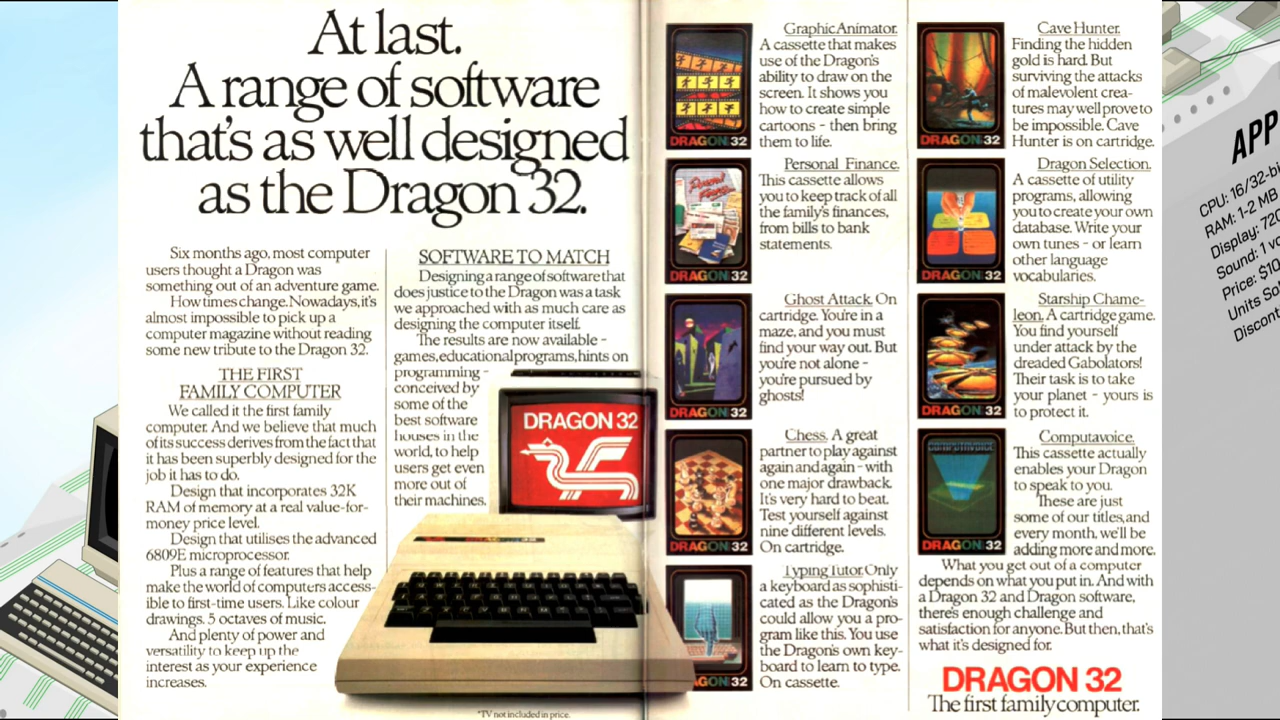 At last.
A range of software
that's as well designed
as the Dragon 32.
Six months ago, most computer
users thought a Dragon was
something out of an adventure game.
How times change. Nowadays, it's
almost impossible to pick up a
computer magazine without reading
some new tribute to the Dragon 32.
THE FIRST
FAMILY COMPUTER
We called it the first family
computer. And we believe that much
of its success derives from the fact that
it has been superbly designed for the
job it has to do.
Design that incorporates 32K
RAM of memory at a real value-for-
money price level.
Design that utilises the advanced
6809E microprocessor.
Plus a range of features that help
make the world of computers access-
ible to first-time users. Like colour
drawings. 5 octaves of music.
And plenty of power and
versatility to keep up the
interest as your experience
increases.
SOFTWARE TO MATCH
Designing a range of software that
does justice to the Dragon was a task
we approached with as much care as
designing the computer itself.
The results are now available -
games, educational programs, hints on
programming -
conceived by
some of the
best software
houses in the
world, to help
users get even
more out of
their machines.
DRAGON 32
*TV not included in price.
DRAGON 32
Graphic Animator.
A cassette that makes
use of the Dragon's
ability to draw on the
screen. It shows you
how to create simple
cartoons - then bring
them to life.
Personal Finance
DRAGON 32
Personal Finance.
This cassette allows
you to keep track of all
the family's finances,
from bills to bank
statements.
DRAGON 32
Ghost Attack. On
cartridge. You're in a
maze, and you must
find your way out. But
you're not alone -
you're pursued by
ghosts!
DRAGON 32
Chess. A great
partner to play against
again and again - with
one major drawback.
It's very hard to beat.
Test yourself against
nine different levels.
On cartridge.
AGON 32
Typing Tutor. Only
a keyboard as sophisti-
cated as the Dragon's
could allow you a pro-
gram like this. You use
the Dragon's own key-
board to learn to type.
On cassette.
DRAGON 32
Cave Hunter.
Finding the hidden
gold is hard. But
surviving the attacks
of malevolent crea-
tures may well prove to
be impossible. Cave
Hunter is on cartridge.
DRAGON 32
Dragon Selection.
A cassette of utility
programs, allowing
you to create your own
database. Write your
own tunes - or learn
other language
vocabularies.
DRAGON 32
Starship Chame-
leon. A cartridge game.
You find yourself
under attack by the
dreaded Gabolators!
Their task is to take
your planet - yours is
to protect it.
COMPUTAVOICE
DRAGON 32
Computavoice.
This cassette actually
enables your Dragon
to speak to you.
These are just
some of our titles, and
every month, we'll be
adding more and more.
What you get out of a computer
depends on what you put in. And with
a Dragon 32 and Dragon software,
there's enough challenge and
satisfaction for anyone. But then, that's
what it's designed for.
DRAGON 32
The first family computer.
APP
CPU: 16/32-bi
RAM: 1-2 MB
Display: 72
Sound: 1 vo
Price: $10
Units Sol
Discont